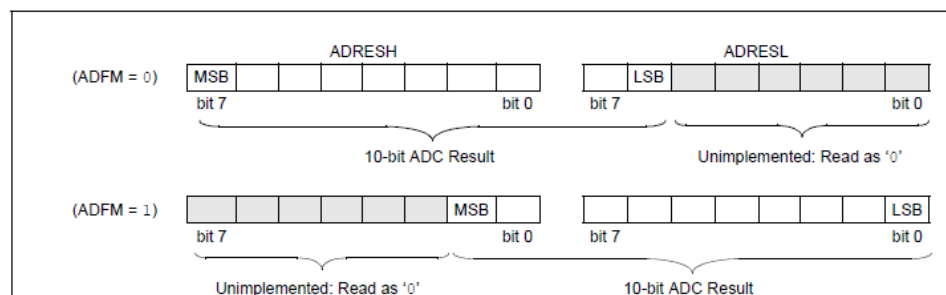 ADRESH ADRESL
(ADFM = 0) MSB LSB
bit 7 bit 0 bit 7 bit 0
10-bit ADC Result Unimplemented: Read as ‘0’
(ADFM = 1) MSB LSB
bit 7 bit 0 bit 7 bit 0
Unimplemented: Read as ‘0’ 10-bit ADC Result